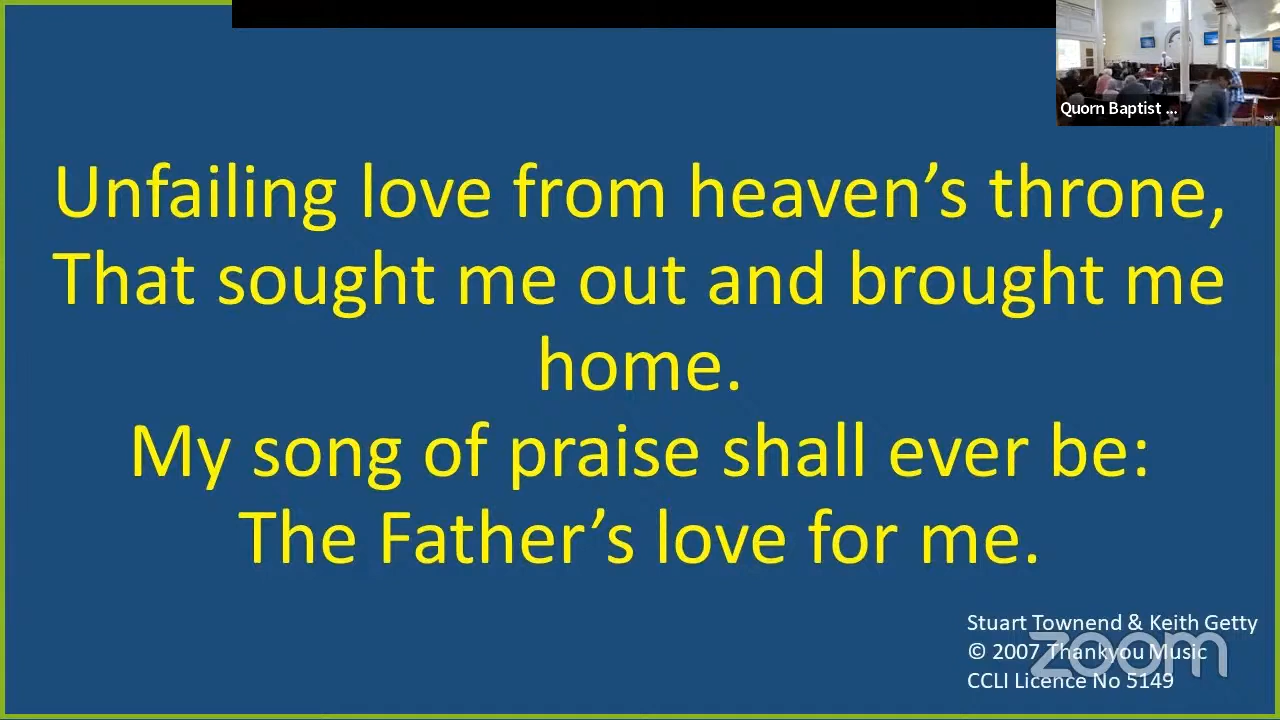 Quorn Baptist ...
Unfailing love from heaven’s throne,
That sought me out and brought me
home.
My song of praise shall ever be:
The Father’s love for me.
Stuart Townend & Keith Getty
© 2007 Thankyou Music
CCLI Licence No 5149
zoom